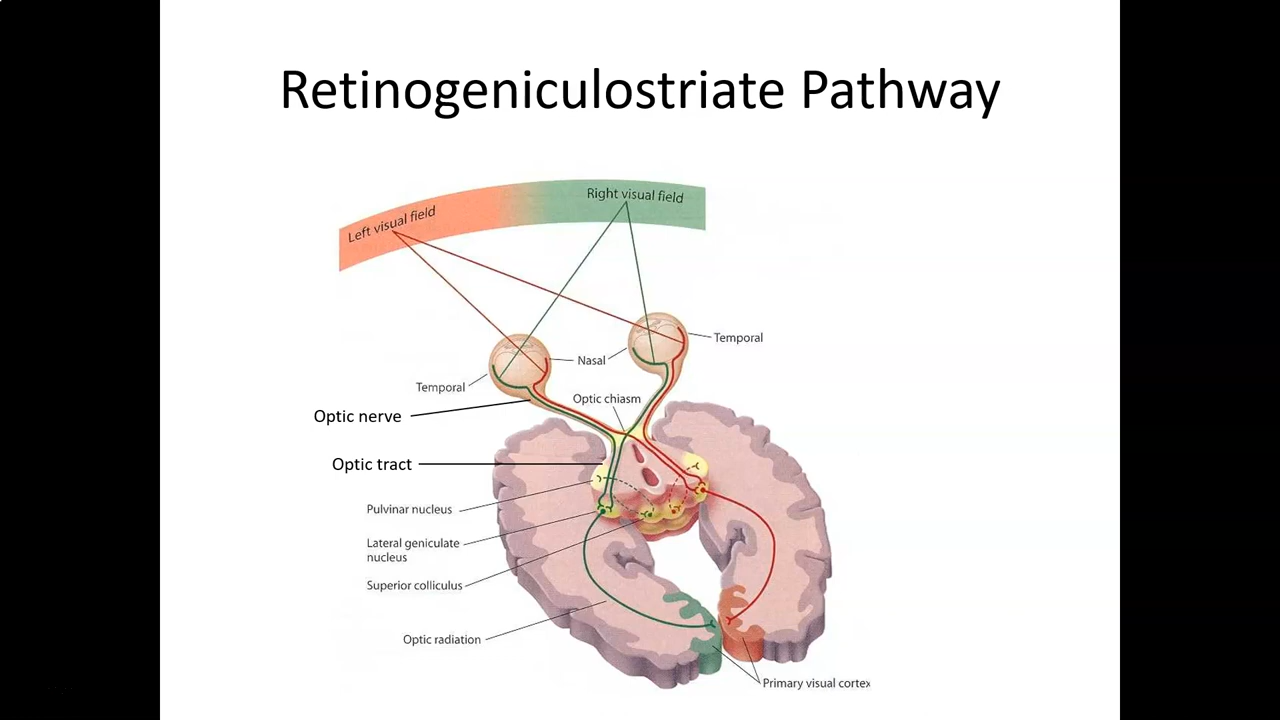 Retinogeniculostriate Pathway
Right visual field
Left visual field
Temporal
Nasal
Temporal
Optic chiasm
Optic nerve
Optic tract
Pulvinar nucleus
Lateral geniculate
nucleus
Superior colliculus
Optic radiation
Primary visual cortex